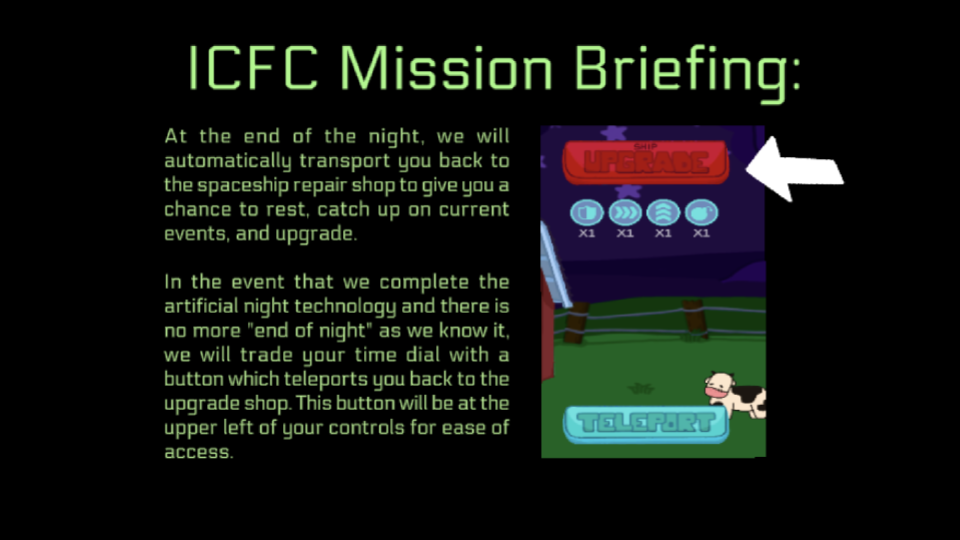 ICFC Mission Briefing:
At the end of the night, we will
automatically transport you back to
the spaceship repair shop to give you a
chance to rest, catch up on current
events, and upgrade.
In the event that we complete the
artificial night technology and there is
no more "end of night" as we know it,
we will trade your time dial with a
button which teleports you back to the
upgrade shop. This button will be at the
upper left of your controls for ease of
access.
SHIP
UPGRADE
X1 X1 X1 X1
TELEPORT